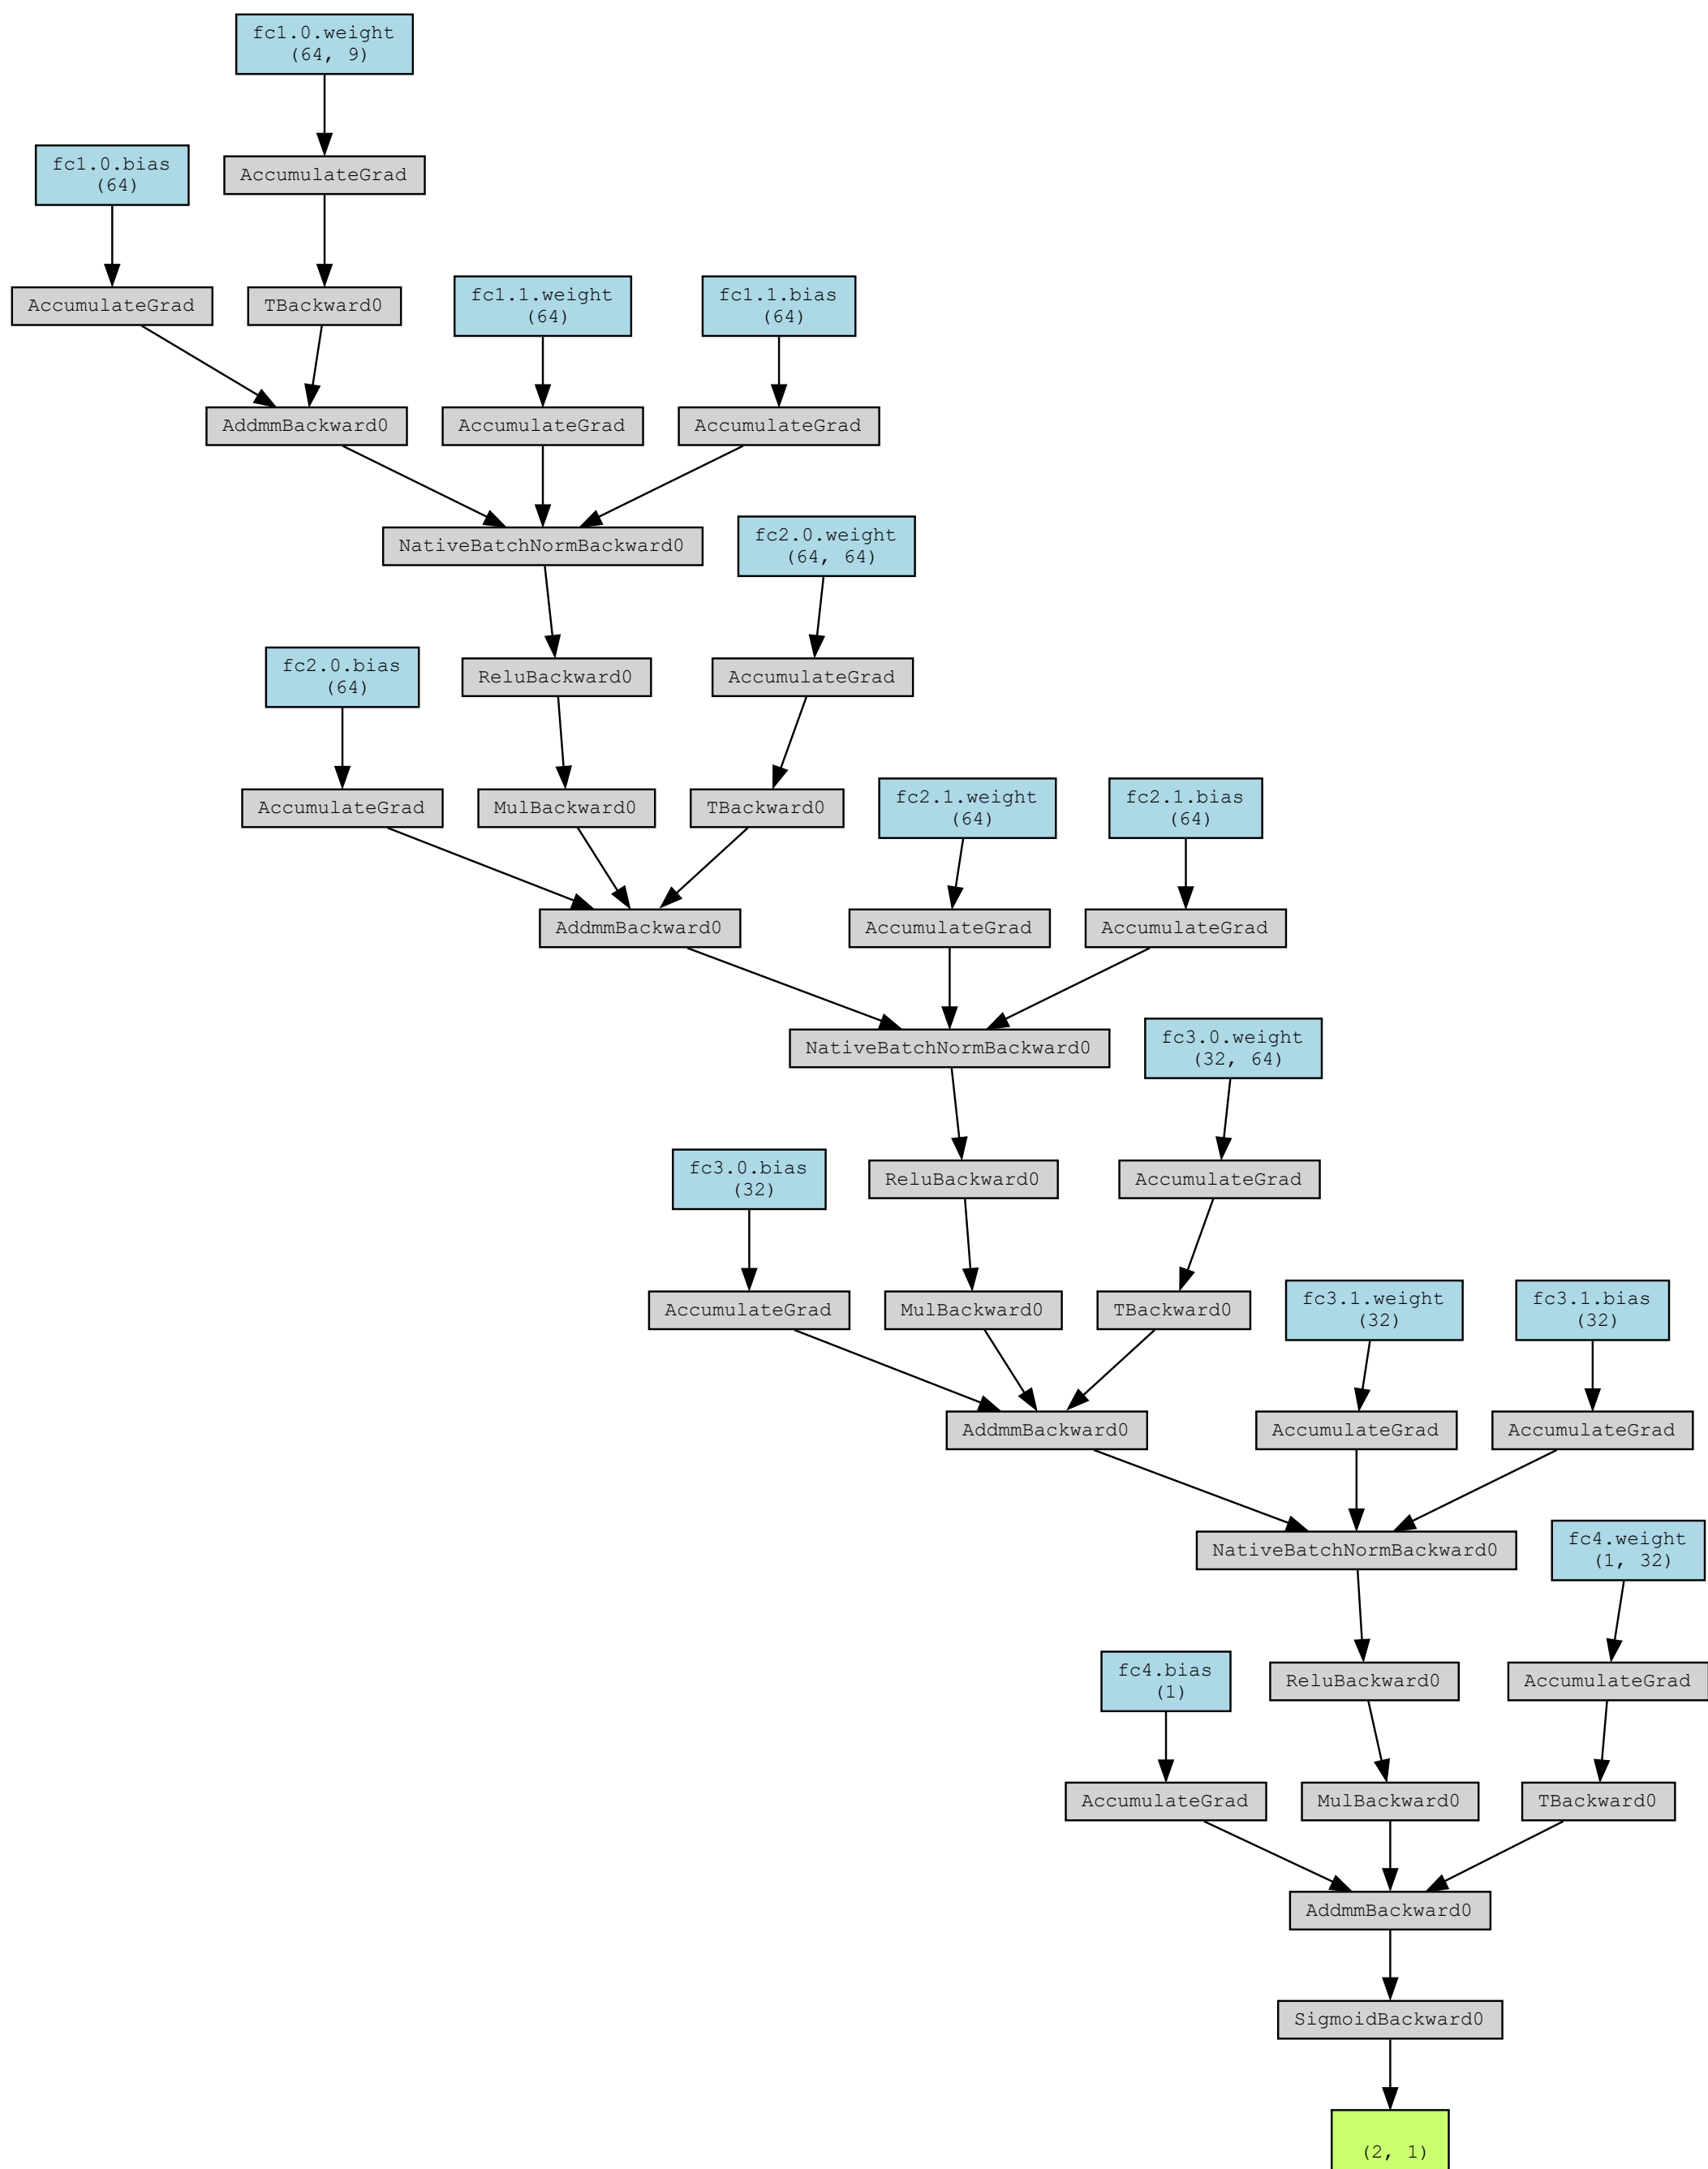 fc1.0.weight
(64, 9)
fc1.0.bias
(64)
AccumulateGrad
AccumulateGrad
TBackward0
fc1.1.weight
(64)
fc1.1.bias
(64)
AddmmBackward0
AccumulateGrad
AccumulateGrad
NativeBatchNormBackward0
fc2.0.weight
(64, 64)
fc2.0.bias
(64)
ReluBackward0
AccumulateGrad
AccumulateGrad
MulBackward0
TBackward0
fc2.1.weight
(64)
fc2.1.bias
(64)
AddmmBackward0
AccumulateGrad
AccumulateGrad
NativeBatchNormBackward0
fc3.0.weight
(32, 64)
fc3.0.bias
(32)
ReluBackward0
AccumulateGrad
AccumulateGrad
MulBackward0
TBackward0
fc3.1.weight
(32)
fc3.1.bias
(32)
AddmmBackward0
AccumulateGrad
AccumulateGrad
NativeBatchNormBackward0
fc4.weight
(1, 32)
fc4.bias
(1)
ReluBackward0
AccumulateGrad
AccumulateGrad
MulBackward0
TBackward0
AddmmBackward0
SigmoidBackward0
(2, 1)